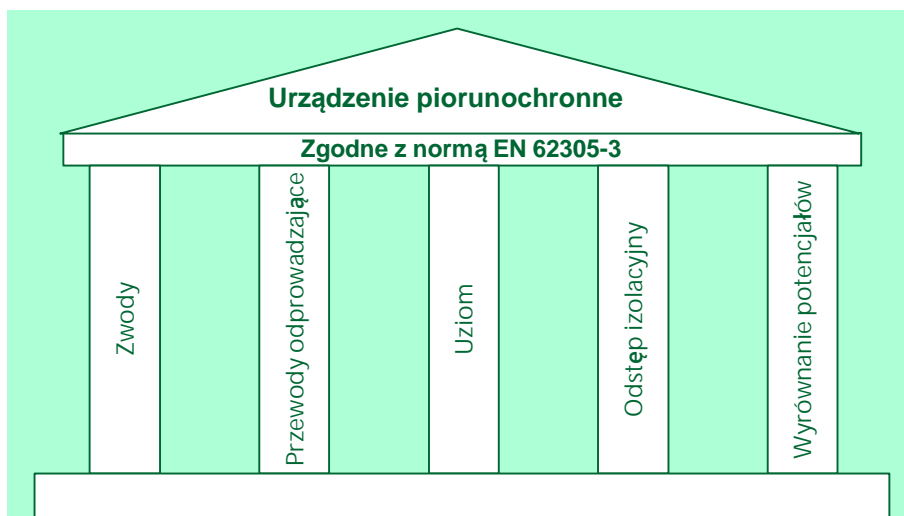 Urządzenie piorunochronne
Zgodne z normą EN 62305-3
Zwody
Przewody odprowadzające
Uziom
Odstęp izolacyjny
Wyrównanie potencjałów